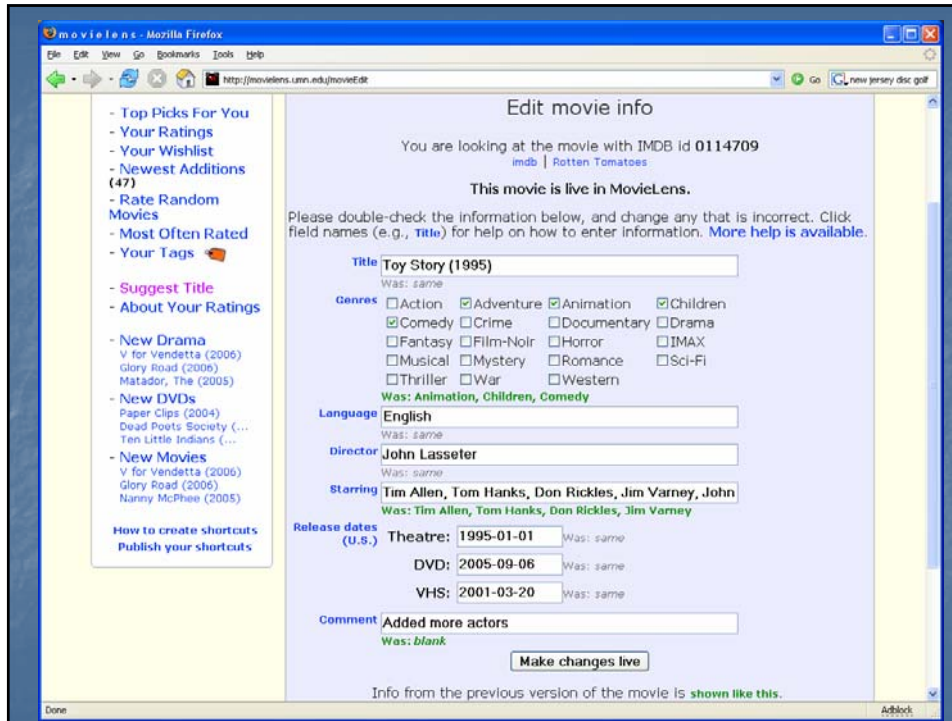 movielens - Mozilla Firefox
File Edit View Go Bookmarks Tools Help
http://movielens.umn.edu/movieEdit
Go
new jersey disc golf
- Top Picks For You
- Your Ratings
- Your Wishlist
- Newest Additions
(47)
- Rate Random
Movies
- Most Often Rated
- Your Tags
- Suggest Title
- About Your Ratings
- New Drama
V for Vendetta (2006)
Glory Road (2006)
Matador, The (2005)
- New DVDs
Paper Clips (2004)
Dead Poets Society (...
Ten Little Indians (...
- New Movies
V for Vendetta (2006)
Glory Road (2006)
Nanny McPhee (2005)
How to create shortcuts
Publish your shortcuts
Edit movie info
You are looking at the movie with IMDB id 0114709
imdb | Rotten Tomatoes
This movie is live in MovieLens.
Please double-check the information below, and change any that is incorrect. Click
field names (e.g., Title) for help on how to enter information. More help is available.
Title Toy Story (1995)
Was: same
Genres Action Adventure Animation Children
Comedy Crime Documentary Drama
Fantasy Film-Noir Horror IMAX
Musical Mystery Romance Sci-Fi
Thriller War Western
Was: Animation, Children, Comedy
Language English
Was: same
Director John Lasseter
Was: same
Starring Tim Allen, Tom Hanks, Don Rickles, Jim Varney, John
Was: Tim Allen, Tom Hanks, Don Rickles, Jim Varney
Release dates
(U.S.) Theatre: 1995-01-01 Was: same
DVD: 2005-09-06 Was: same
VHS: 2001-03-20 Was: same
Comment Added more actors
Was: blank
Make changes live
Info from the previous version of the movie is shown like this.
Done
Adblock